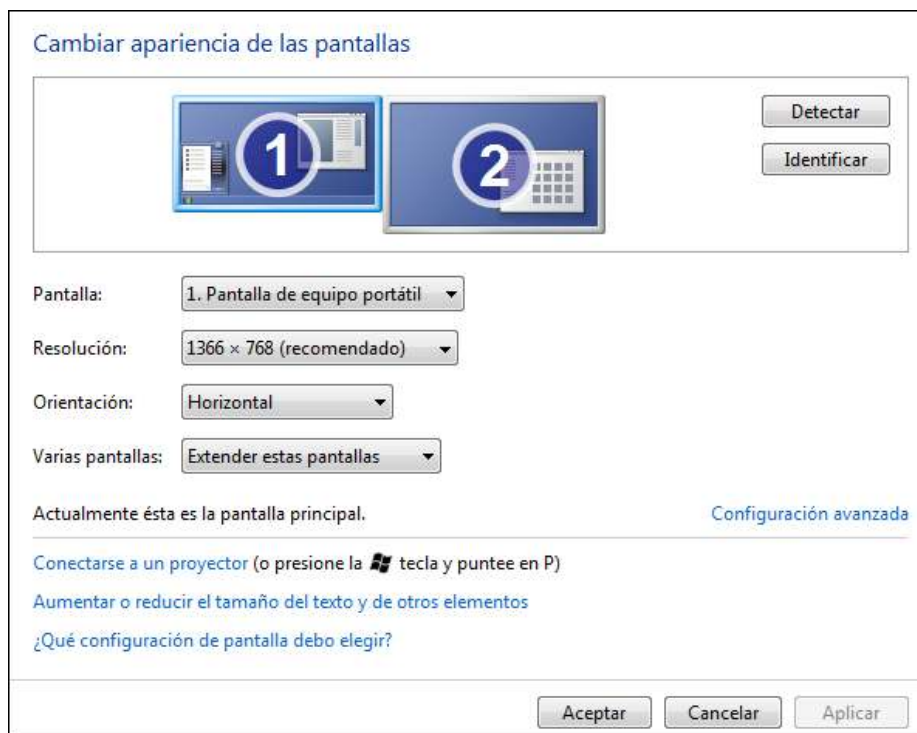 Cambiar apariencia de las pantallas
1
2
Detectar
Identificar
Pantalla: 1. Pantalla de equipo portátil
Resolución: 1366 × 768 (recomendado)
Orientación: Horizontal
Varias pantallas: Extender estas pantallas
Actualmente ésta es la pantalla principal. Configuración avanzada
Conectarse a un proyector (o presione la tecla y puntee en P)
Aumentar o reducir el tamaño del texto y de otros elementos
¿Qué configuración de pantalla debo elegir?
Aceptar Cancelar Aplicar